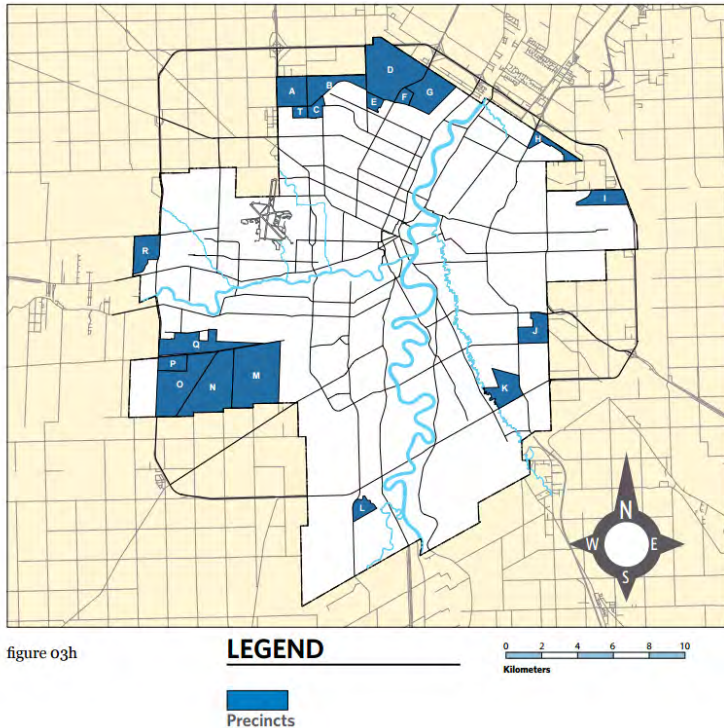 D
A
B
G
F
E
T
C
H
I
R
J
Q
P
M
K
O
N
L
N
W
E
S
figure 03h
LEGEND
0 2 4 6 8 10
Kilometers
Precincts